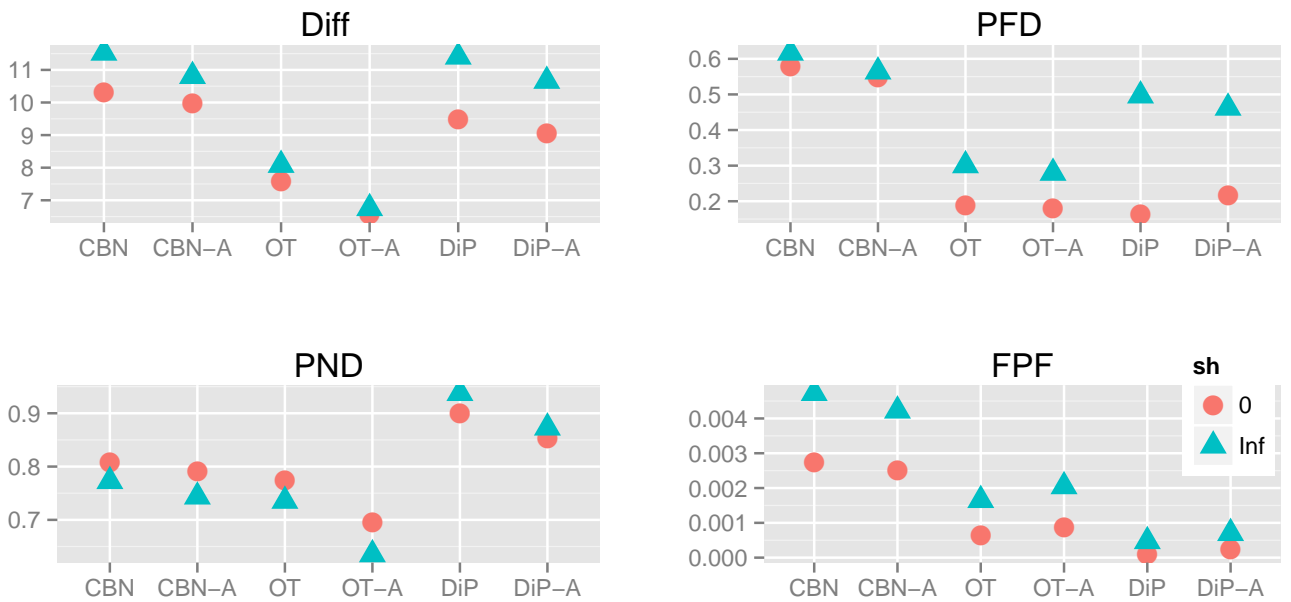 Diff
11
10
9
8
7
CBN CBN–A OT OT–A DiP DiP–A
PFD
0.6
0.5
0.4
0.3
0.2
CBN CBN–A OT OT–A DiP DiP–A
PND
0.9
0.8
0.7
CBN CBN–A OT OT–A DiP DiP–A
FPF
0.004
0.003
0.002
0.001
0.000
CBN CBN–A OT OT–A DiP DiP–A
sh
0
Inf